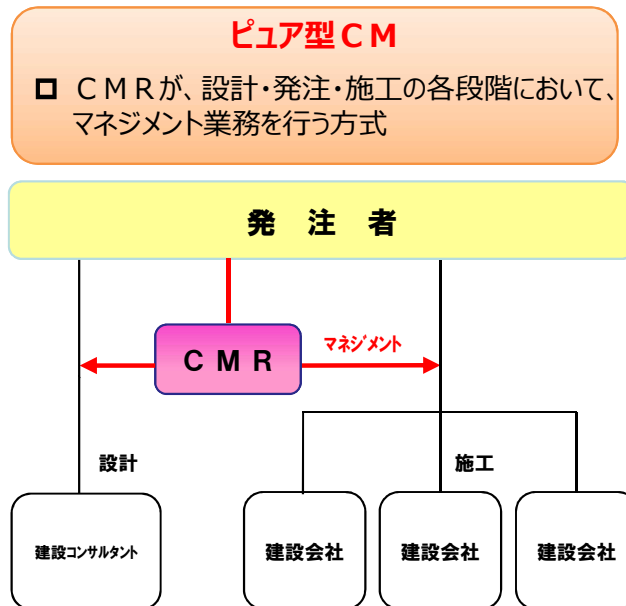 ピュア型ＣＭ
ＣＭＲが、設計・発注・施工の各段階において、
マネジメント業務を行う方式
発 注 者
ＣＭＲ
マネジメント
設計
施工
建設コンサルタント
建設会社
建設会社
建設会社